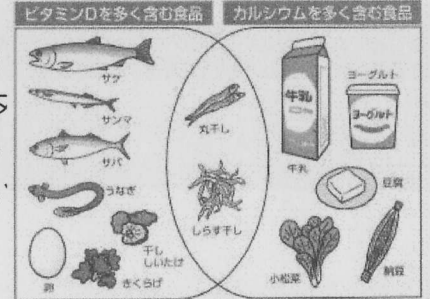 ビタミンDを多く含む食品
カルシウムを多く含む食品
サケ
サンマ
サバ
うなぎ
干し
しいたけ
きくらげ
卵
丸干し
しらす干し
牛乳
牛乳
ヨーグルト
ヨーグルト
豆腐
小松菜
納豆